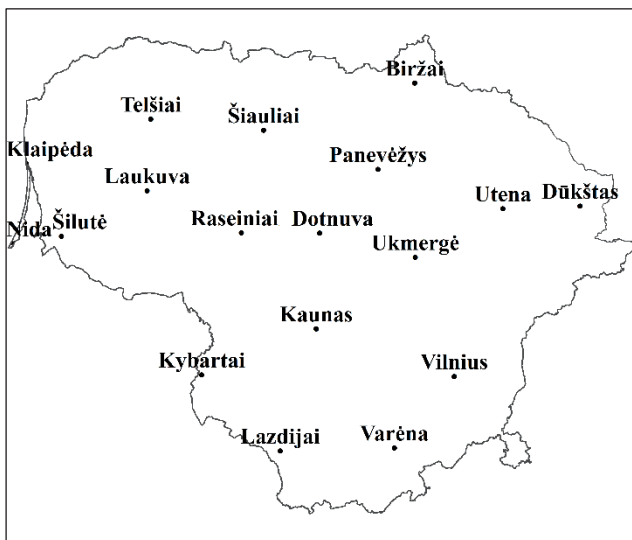 Biržai
Telšiai
Šiauliai
Klaipėda
Panevėžys
Laukuva
Utena
Dūkštas
Nida
Šilutė
Raseiniai
Dotnuva
Ukmergė
Kaunas
Kybartai
Vilnius
Lazdijai
Varėna